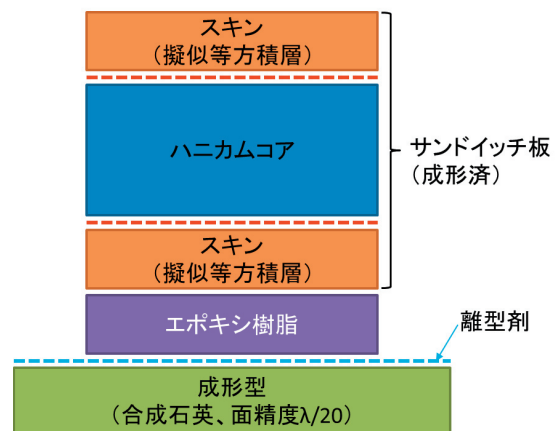 スキン
（擬似等方積層）
ハニカムコア
サンドイッチ板
（成形済）
スキン
（擬似等方積層）
エポキシ樹脂
離型剤
成形型
（合成石英、面精度λ/20）